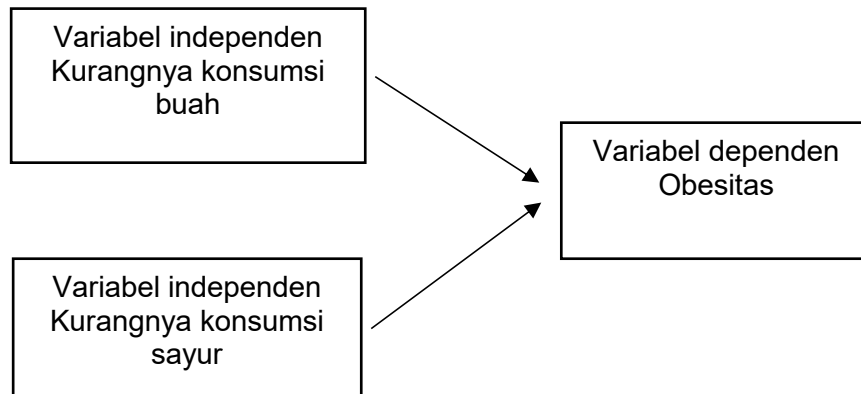 Variabel independen
Kurangnya konsumsi
buah
Variabel dependen
Obesitas
Variabel independen
Kurangnya konsumsi
sayur